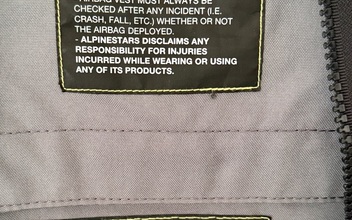 AIRBAG VEST MUST ALWAYS BE
CHECKED AFTER ANY INCIDENT (I.E.
CRASH, FALL, ETC.) WHETHER OR NOT
THE AIRBAG DEPLOYED.
- ALPINESTARS DISCLAIMS ANY
RESPONSIBILITY FOR INJURIES
INCURRED WHILE WEARING OR USING
ANY OF ITS PRODUCTS.